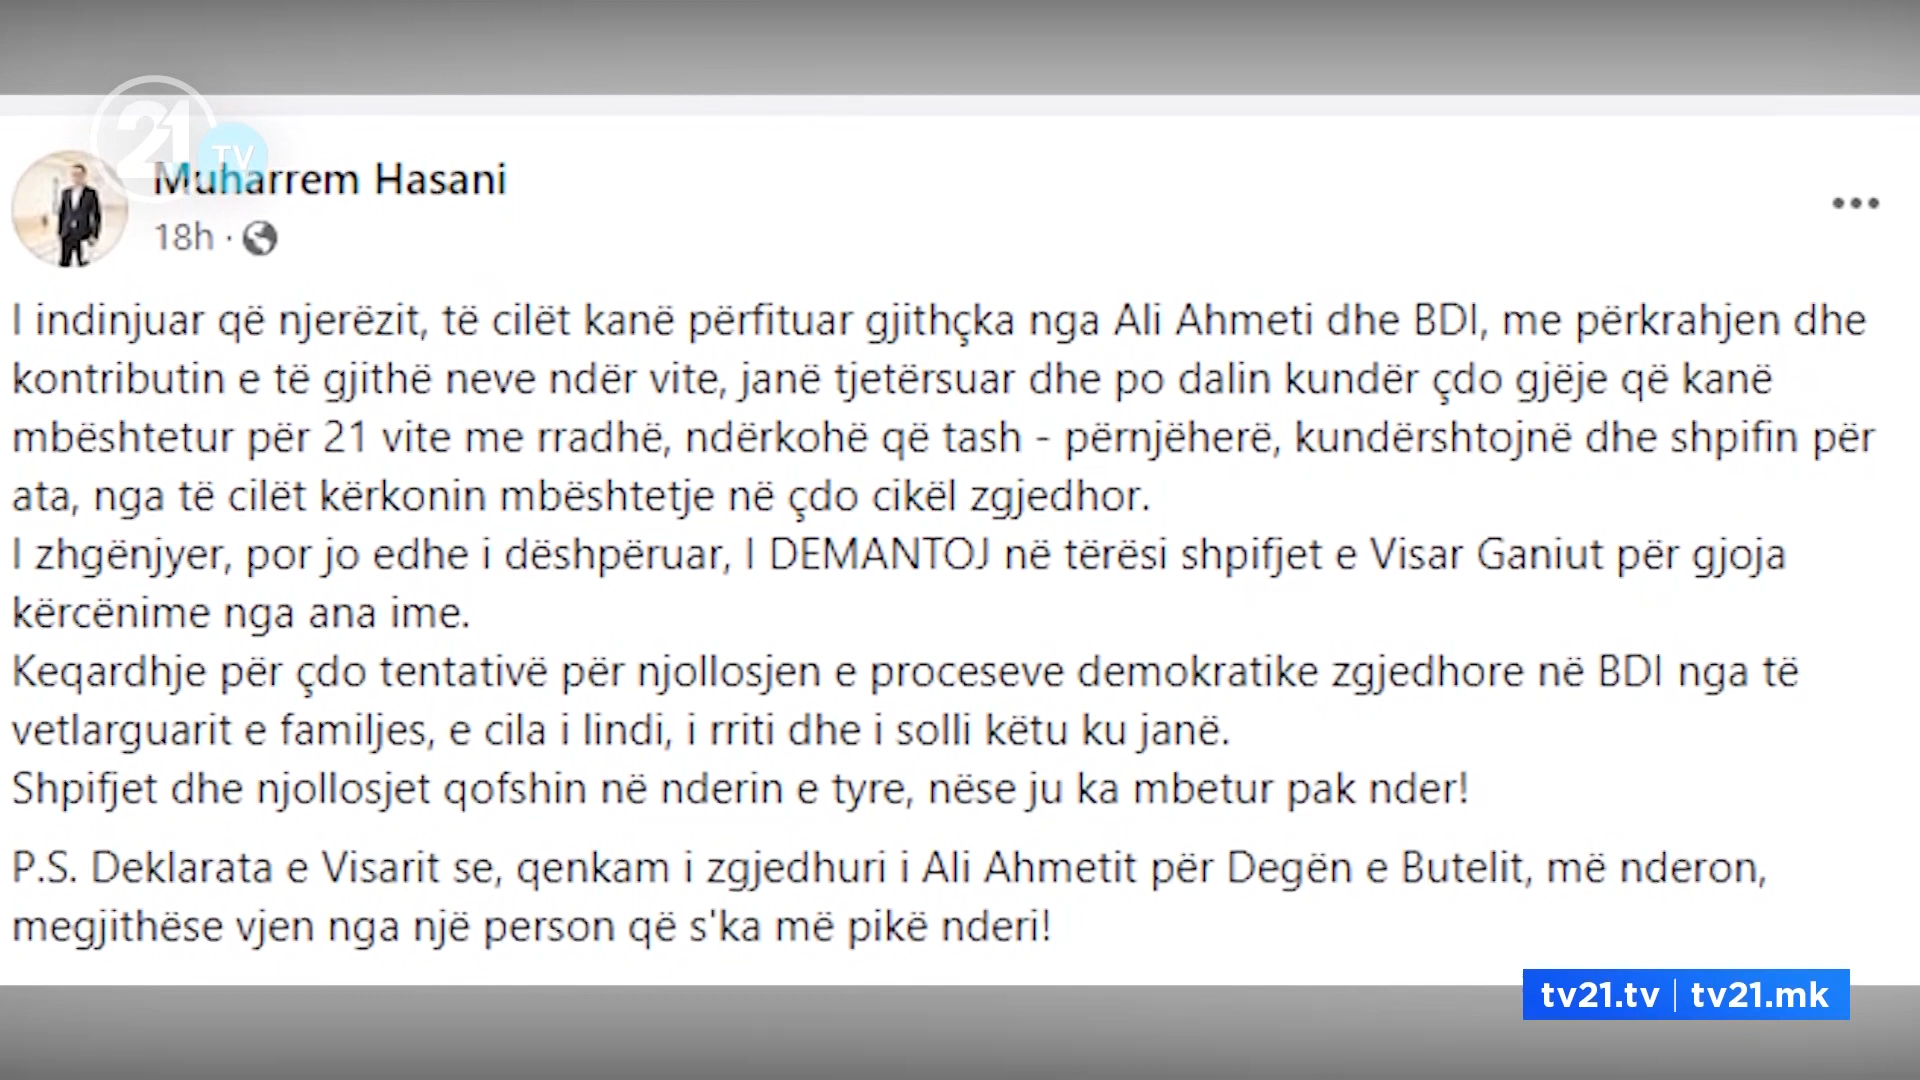 21
TV
Muharrem Hasani
18h ·
I indinjuar që njerëzit, të cilët kanë përfituar gjithçka nga Ali Ahmeti dhe BDI, me përkrahjen dhe
kontributin e të gjithë neve ndër vite, janë tjetërsuar dhe po dalin kundër çdo gjëje që kanë
mbështetur për 21 vite me rradhë, ndërkohë që tash - përnjëherë, kundërshtojnë dhe shpifin për
ata, nga të cilët kërkonin mbështetje në çdo cikël zgjedhor.
I zhgënjyer, por jo edhe i dëshpëruar, I DEMANTOJ në tërësi shpifjet e Visar Ganiut për gjoja
kërcënime nga ana ime.
Keqardhje për çdo tentativë për njollosjen e proceseve demokratike zgjedhore në BDI nga të
vetlarguarit e familjes, e cila i lindi, i rriti dhe i solli këtu ku janë.
Shpifjet dhe njollosjet qofshin në nderin e tyre, nëse ju ka mbetur pak nder!
P.S. Deklarata e Visarit se, qenkam i zgjedhuri i Ali Ahmetit për Degën e Butelit, më nderon,
megjithëse vjen nga një person që s'ka më pikë nderi!
tv21.tv | tv21.mk